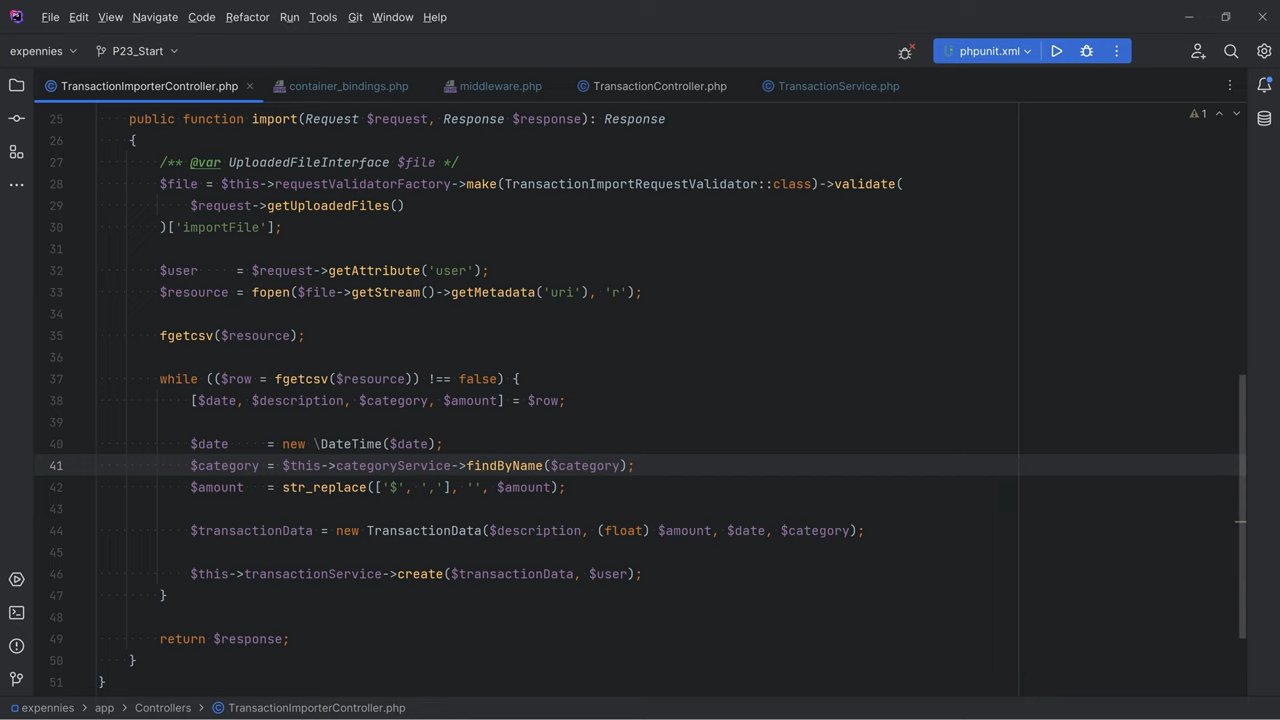 File Edit View Navigate Code Refactor Run Tools Git Window Help
expennies P23_Start phpunit.xml
TransactionImporterController.php container_bindings.php middleware.php TransactionController.php TransactionService.php
25 public function import(Request $request, Response $response): Response 1
26 {
27 /** @var UploadedFileInterface $file */
28 $file = $this->requestValidatorFactory->make(TransactionImportRequestValidator::class)->validate(
29 $request->getUploadedFiles()
30 )['importFile'];
31
32 $user = $request->getAttribute('user');
33 $resource = fopen($file->getStream()->getMetadata('uri'), 'r');
34
35 fgetcsv($resource);
36
37 while (($row = fgetcsv($resource)) !== false) {
38 [$date, $description, $category, $amount] = $row;
39
40 $date = new \DateTime($date);
41 $category = $this->categoryService->findByName($category);
42 $amount = str_replace(['$', ','], '', $amount);
43
44 $transactionData = new TransactionData($description, (float) $amount, $date, $category);
45
46 $this->transactionService->create($transactionData, $user);
47 }
48
49 return $response;
50 }
51 }
expennies > app > Controllers > TransactionImporterController.php